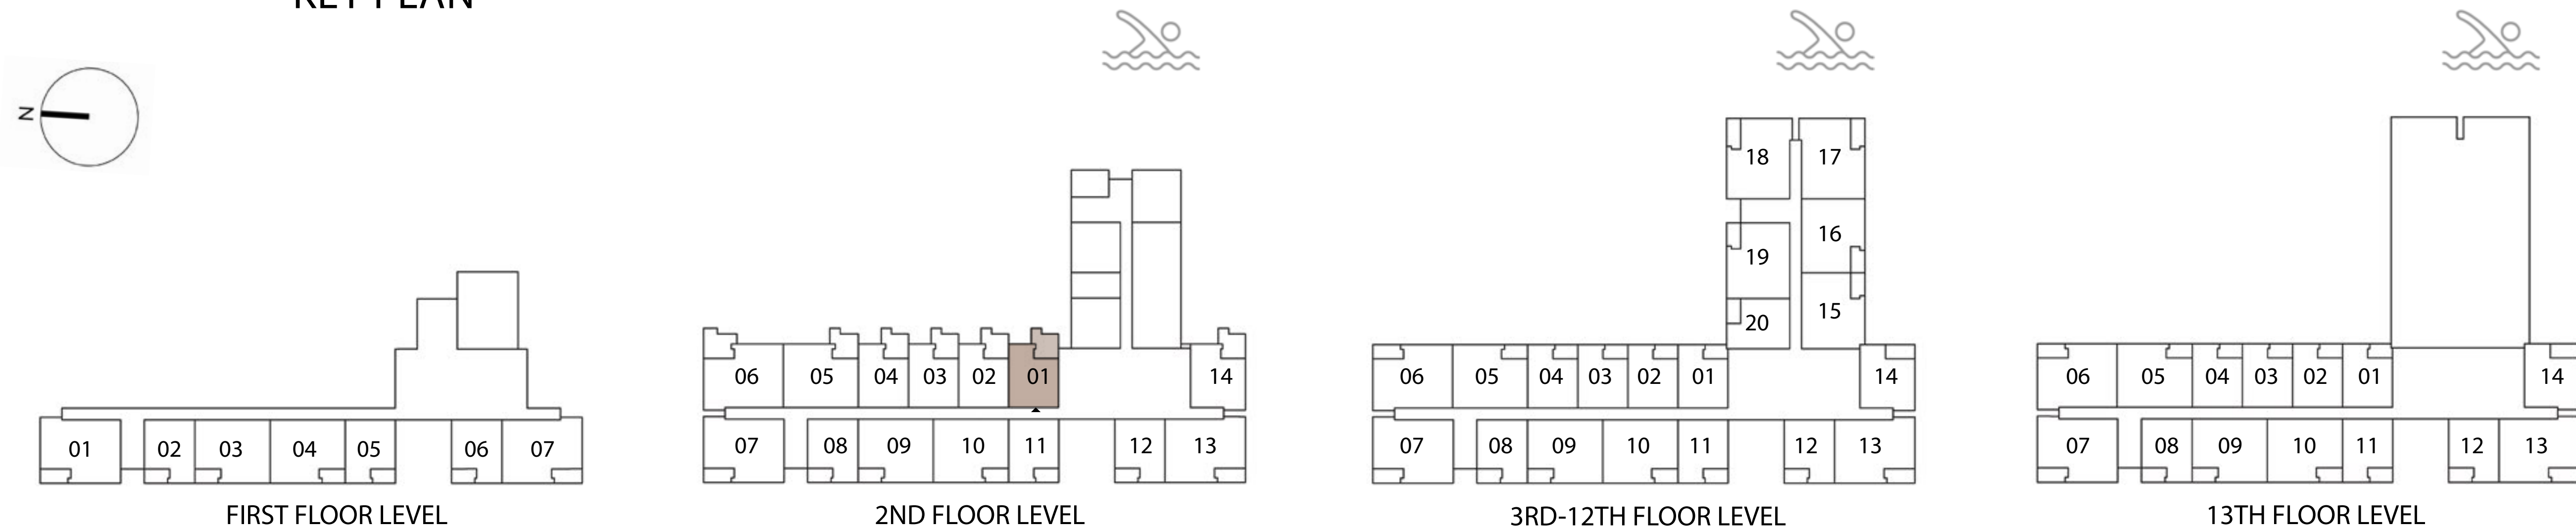 KEY PLAN
N
18 17
16
19
15
20
06 05 04 03 02 01 14 06 05 04 03 02 01 14 06 05 04 03 02 01 14
01 02 03 04 05 06 07 07 08 09 10 11 12 13 07 08 09 10 11 12 13 07 08 09 10 11 12 13
FIRST FLOOR LEVEL 2ND FLOOR LEVEL 3RD-12TH FLOOR LEVEL 13TH FLOOR LEVEL